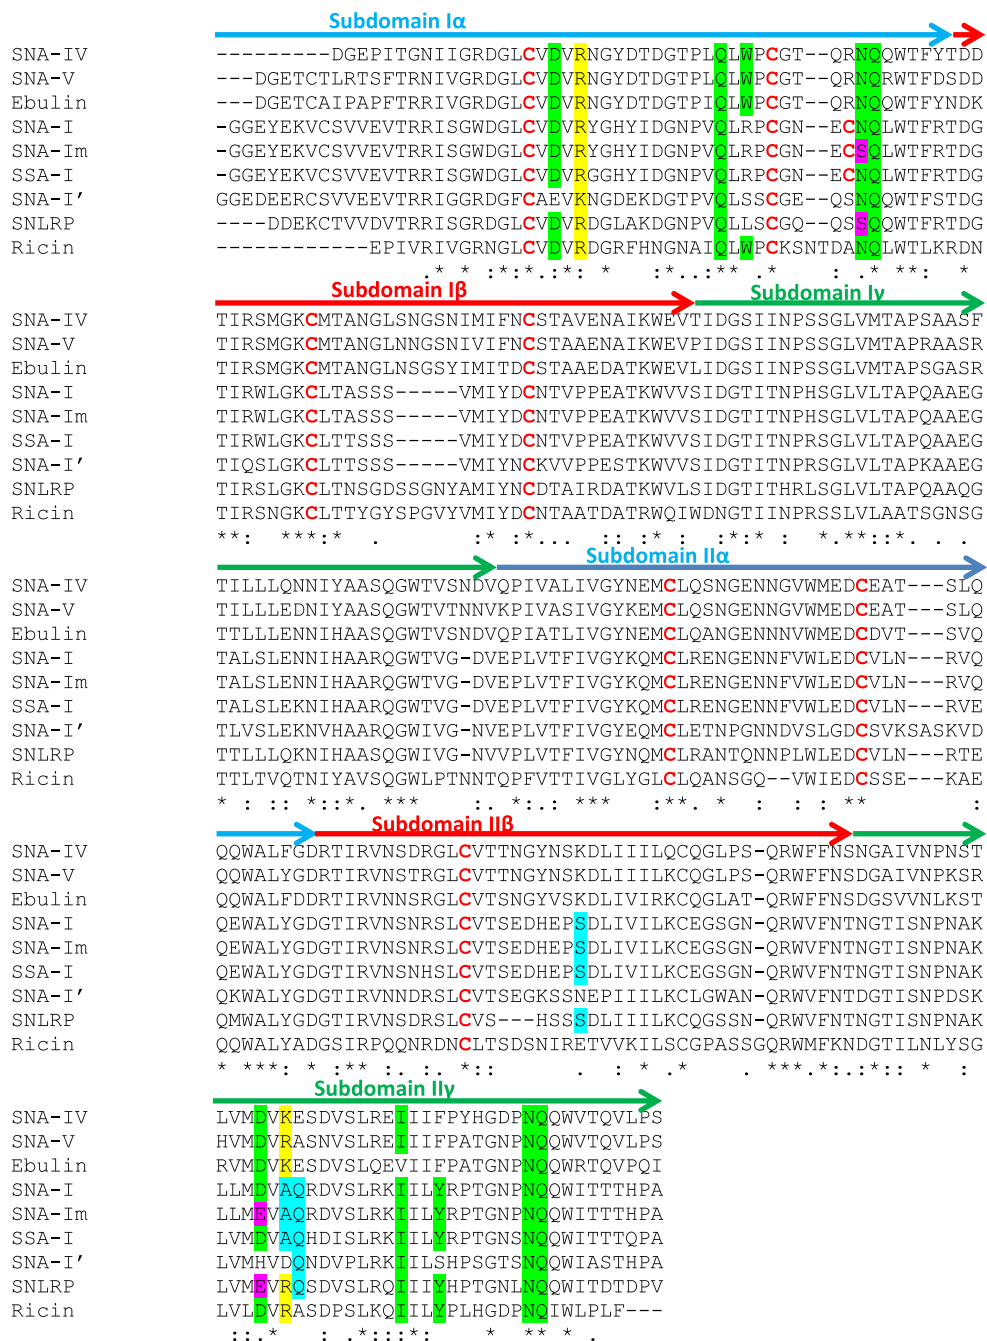 Subdomain Iα
SNA-IV ---------DGEPITGNIIGRDGLCVDVRNGYDTDGTPLQLWPCGT--QRNQQWTFYTDD
SNA-V ---DGETCTLRTSFTRNIVGRDGLCVDVRNGYDTDGTPLQLWPCGT--QRNQQWTFDSDD
Ebulin ---DGETCAIPAPFTRRIVGRDGLCVDVRNGYDTDGTPIQLWPCGT--QRNQQWTFYNDK
SNA-I -GGEYEKVCSVVEVTRRISGWDGLCVDVRYGHYIDGNPVQLRPCGN--ECNQLWTFRTDG
SNA-Im -GGEYEKVCSVVEVTRRISGWDGLCVDVRYGHYIDGNPVQLRPCGN--ECSQLWTFRTDG
SSA-I -GGEYEKVCSVVEVTRRISGWDGLCVDVRGGHYIDGNPVQLRPCGN--ECNQLWTFRTDG
SNA-I' GGEDEERCSVVEEVTRRIGGRDGFCAEVKNGDEKDGTPVQLSSCGE--QSNQQWTFSTDG
SNLRP ----DDEKCTVVDVTRRISGRDGLCVDVRDGLAKDGNPVQLLSCGQ--QSSQQWTFRTDG
Ricin ------------EPIVRIVGRNGLCVDVRDGRFHNGNAIQLWPCKSNTDANQLWTLKRDN
.* :*:*.:*: * :*..:** * : .* **: *
Subdomain Iβ Subdomain Iγ
SNA-IV TIRSMGKCMTANGLSNGSNIMIFNCSTAVENAIKWEVTIDGSIINPSSGLVMTAPSAASF
SNA-V TIRSMGKCMTANGLNNGSNIVIFNCSTAAENAIKWEVPIDGSIINPSSGLVMTAPRAASR
Ebulin TIRSMGKCMTANGLNSGSYIMITDCSTAAEDATKWEVLIDGSIINPSSGLVMTAPSGASR
SNA-I TIRWLGKCLTASSS-----VMIYDCNTVPPEATKWVVSIDGTITNPHSGLVLTAPQAAEG
SNA-Im TIRWLGKCLTASSS-----VMIYDCNTVPPEATKWVVSIDGTITNPHSGLVLTAPQAAEG
SSA-I TIRWLGKCLTTSSS-----VMIYDCNTVPPEATKWVVSIDGTITNPHSGLVLTAPQAAEG
SNA-I' TIQSLGKCLTTSSS-----VMIYNCKVVPPESTKWVVSIDGTITNPRSGLVLTAPKAAEG
SNLRP TIRSLGKCLTNSGDSSGNYAMIYNCDTAIRDATKWVLSIDGTITHRLSGLVLTAPQAAQG
Ricin TIRSNGKCLTTYGYSPGVYVMIYDCNTAATDATRWQIWDNGTIINPRSSLVLAATSGNSG
**: ***:* . :* :*... :: :* : :*:* : *.**::*. . .
Subdomain IIα
SNA-IV TILLLQNNIYAASQGWTVSNDVQPIVALIVGYNEMCLQSNGENNGVWMEDCEAT---SLQ
SNA-V TILLLEDNIYAASQGWTVTNNVKPIVASIVGYKEMCLQSNGENNGVWMEDCEAT---SLQ
Ebulin TTLLLENNIHAASQGWTVSNDVQPIATLIVGYNEMCLQANGENNNVWMEDCDVT---SVQ
SNA-I TALSLENNIHAARQGWTVG-DVEPLVTFIVGYKQMCLRENGENNFVWLEDCVLN---RVQ
SNA-Im TALSLENNIHAARQGWTVG-DVEPLVTFIVGYKQMCLRENGENNFVWLEDCVLN---RVQ
SSA-I TALSLEKNIHAARQGWTVG-DVEPLVTFIVGYKQMCLRENGENNFVWLEDCVLN---RVE
SNA-I' TLVSLEKNVHAASQGWIVG-NVEPLVTFIVGYEQMCLETNPGNNDVSLGDCSVKSASKVD
SNLRP TTLLLQKNIHAASQGWIVG-NVVPLVTFIVGYNQMCLRANTQNNPLWLEDCVLN---RTE
Ricin TTLTVQTNIYAVSQGWLPTNNTQPFVTTIVGLYGLCLQANSGQ--VWIEDCSSE---KAE
* : :: *::*. *** :. *:.: *** :**. * : : ** :
Subdomain IIβ
SNA-IV QQWALFGDRTIRVNSDRGLCVTTNGYNSKDLIIILQCQGLPS-QRWFFNSNGAIVNPNST
SNA-V QQWALYGDRTIRVNSTRGLCVTTNGYNSKDLIIILKCQGLPS-QRWFFNSDGAIVNPKSR
Ebulin QQWALFDDRTIRVNNSRGLCVTSNGYVSKDLIVIRKCQGLAT-QRWFFNSDGSVVNLKST
SNA-I QEWALYGDGTIRVNSNRSLCVTSEDHEPSDLIVILKCEGSGN-QRWVFNTNGTISNPNAK
SNA-Im QEWALYGDGTIRVNSNRSLCVTSEDHEPSDLIVILKCEGSGN-QRWVFNTNGTISNPNAK
SSA-I QEWALYGDGTIRVNSNHSLCVTSEDHEPSDLIVILKCEGSGN-QRWVFNTNGTISNPNAK
SNA-I' QKWALYGDGTIRVNNDRSLCVTSEGKSSNEPIIILKCLGWAN-QRWVFNTDGTISNPDSK
SNLRP QMWALYGDGTIRVNSDRSLCVS---HSSSDLIIILKCQGSSN-QRWVFNTNGTISNPNAK
Ricin QQWALYADGSIRPQQNRDNCLTSDSNIRETVVKILSCGPASSGQRWMFKNDGTILNLYSG
* ***: * :** :. :. *:: . : * .* . ***.*:.:*:: * :
Subdomain IIγ
SNA-IV LVMDVKESDVSLREIIIFPYHGDPNQQWVTQVLPS
SNA-V HVMDVRASNVSLREIIIFPATGNPNQQWVTQVLPS
Ebulin RVMDVKESDVSLQEVIIFPATGNPNQQWRTQVPQI
SNA-I LLMDVAQRDVSLRKIILYRPTGNPNQQWITTTHPA
SNA-Im LLMEVAQRDVSLRKIILYRPTGNPNQQWITTTHPA
SSA-I LVMDVAQHDISLRKIILYRPTGNSNQQWITTTQPA
SNA-I' LVMHVDQNDVPLRKIILSHPSGTSNQQWIASTHPA
SNLRP LVMEVRQSDVSLRQIIIYHPTGNLNQQWITDTDPV
Ricin LVLDVRASDPSLKQIILYPLHGDPNQIWLPLF---
::.* : .*:::*: * ** * .